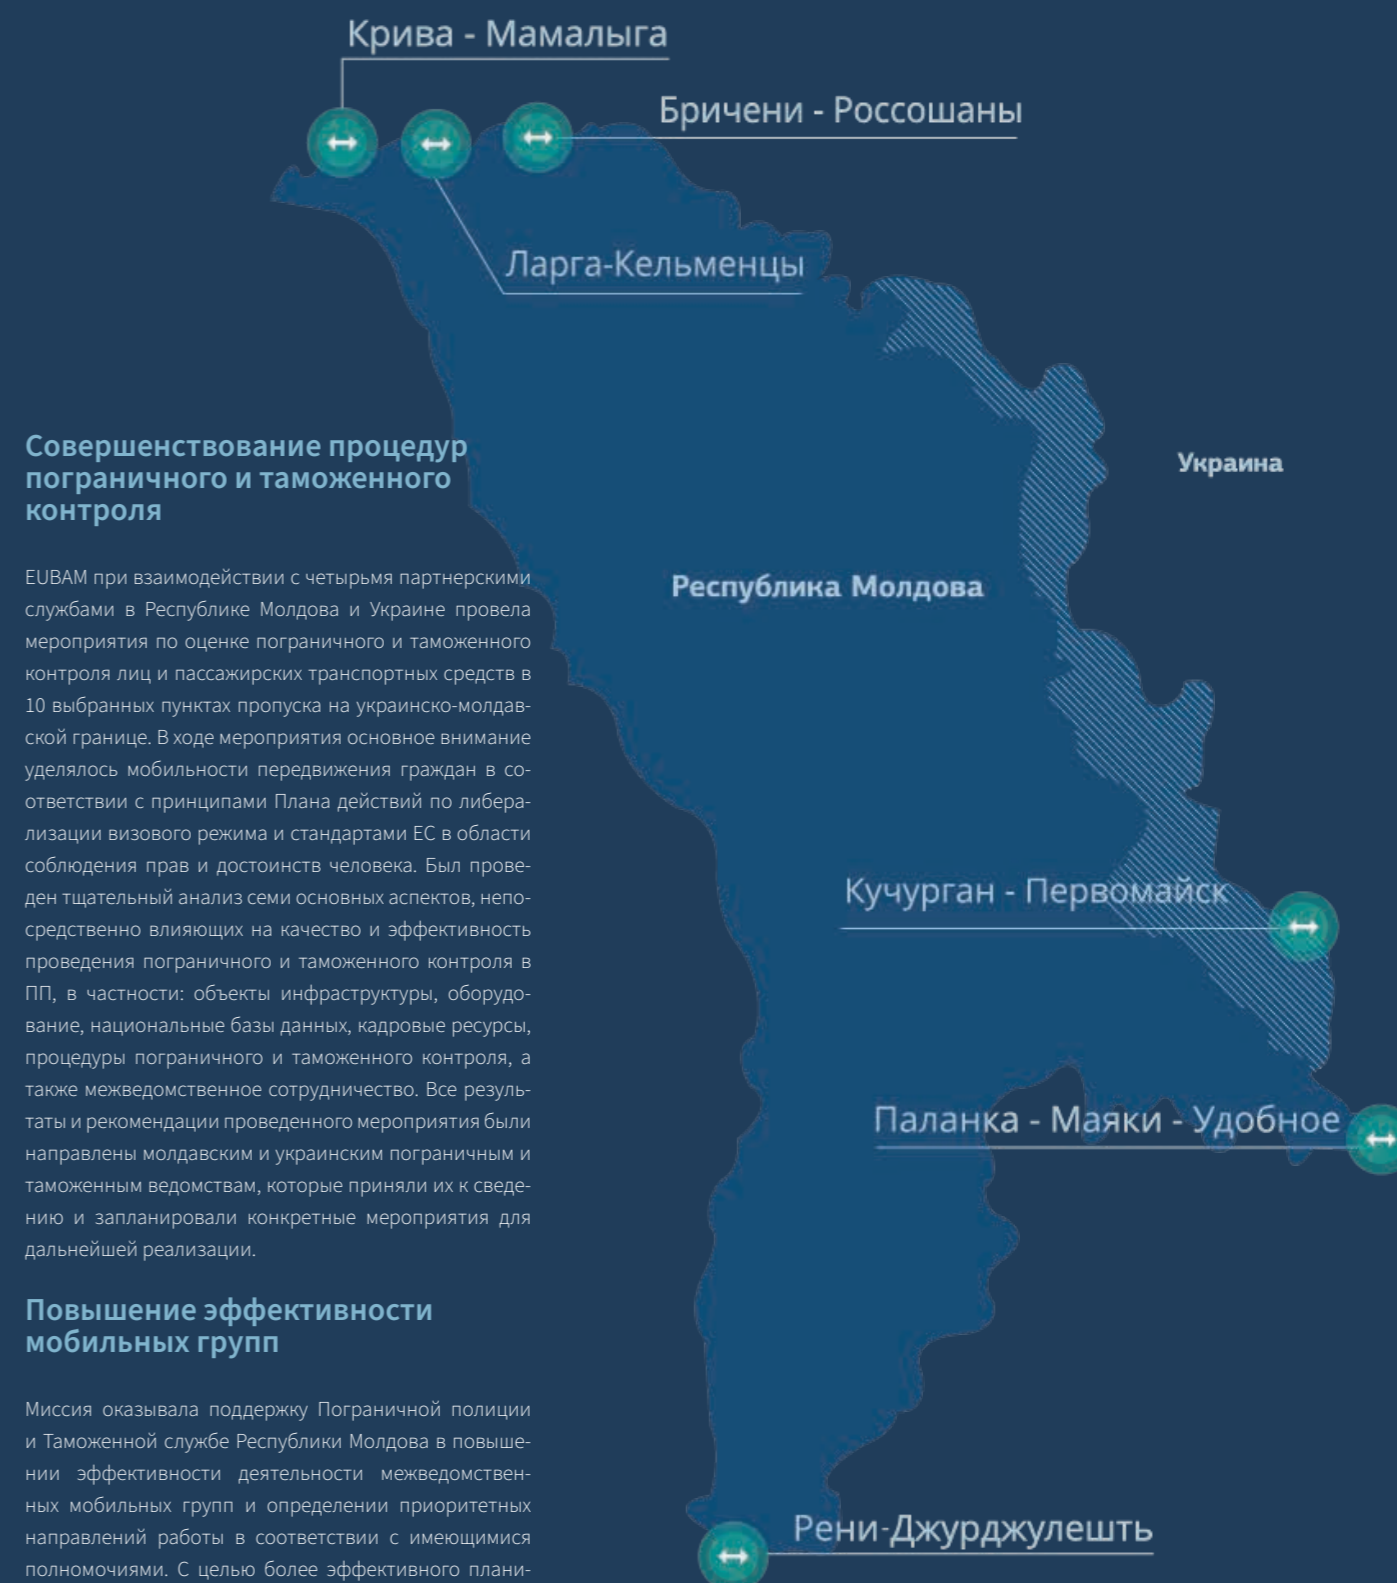 Крива - Мамалыга
Бричени - Россошаны
Ларга-Кельменцы
Украина
Республика Молдова
Кучурган - Первомайск
Паланка - Маяки - Удобное
Рени-Джурджулешть
Совершенствование процедур
пограничного и таможенного
контроля
EUBAM при взаимодействии с четырьмя партнерскими
службами в Республике Молдова и Украине провела
мероприятия по оценке пограничного и таможенного
контроля лиц и пассажирских транспортных средств в
10 выбранных пунктах пропуска на украинско-молдав-
ской границе. В ходе мероприятия основное внимание
уделялось мобильности передвижения граждан в со-
ответствии с принципами Плана действий по либера-
лизации визового режима и стандартами ЕС в области
соблюдения прав и достоинств человека. Был прове-
ден тщательный анализ семи основных аспектов, непо-
средственно влияющих на качество и эффективность
проведения пограничного и таможенного контроля в
ПП, в частности: объекты инфраструктуры, оборудо-
вание, национальные базы данных, кадровые ресурсы,
процедуры пограничного и таможенного контроля, а
также межведомственное сотрудничество. Все резуль-
таты и рекомендации проведенного мероприятия были
направлены молдавским и украинским пограничным и
таможенным ведомствам, которые приняли их к сведе-
нию и запланировали конкретные мероприятия для
дальнейшей реализации.
Повышение эффективности
мобильных групп
Миссия оказывала поддержку Пограничной полиции
и Таможенной службе Республики Молдова в повыше-
нии эффективности деятельности межведомствен-
ных мобильных групп и определении приоритетных
направлений работы в соответствии с имеющимися
полномочиями. С целью более эффективного плани-